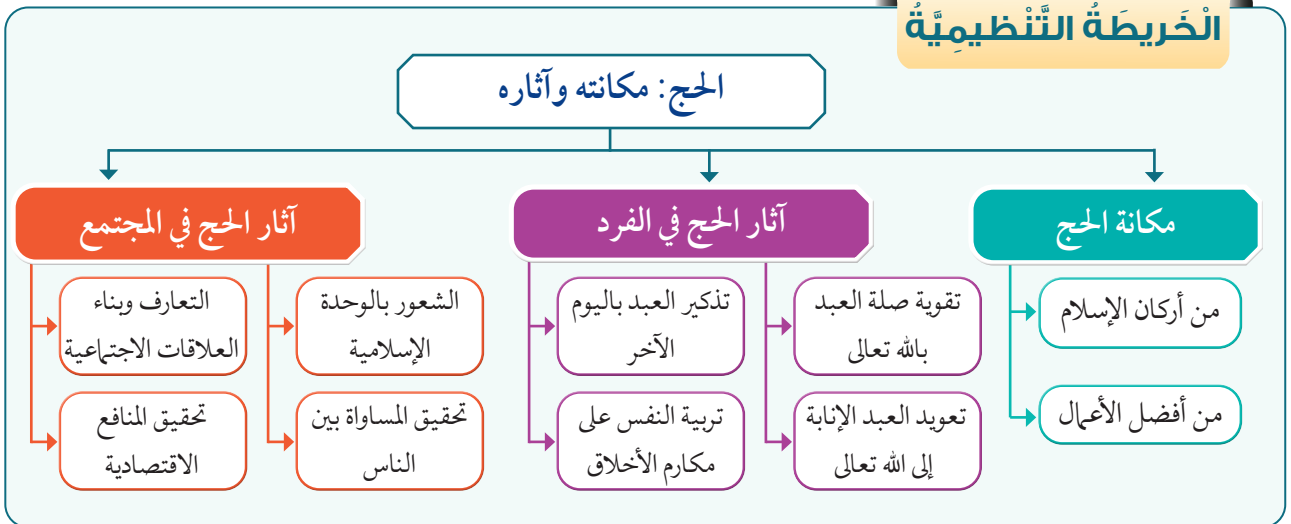 الْخَريطَةُ التَّنْظيمِيَّةُ
الحج: مكانته وآثاره
مكانة الحج
من أركان الإسلام
من أفضل الأعمال
آثار الحج في الفرد
تقوية صلة العبد
بالله تعالى
تذكير العبد باليوم
الآخر
تعويد العبد الإنابة
إلى الله تعالى
تربية النفس على
مكارم الأخلاق
آثار الحج في المجتمع
الشعور بالوحدة
الإسلامية
التعارف وبناء
العلاقات الاجتماعية
تحقيق المساواة بين
الناس
تحقيق المنافع
الاقتصادية